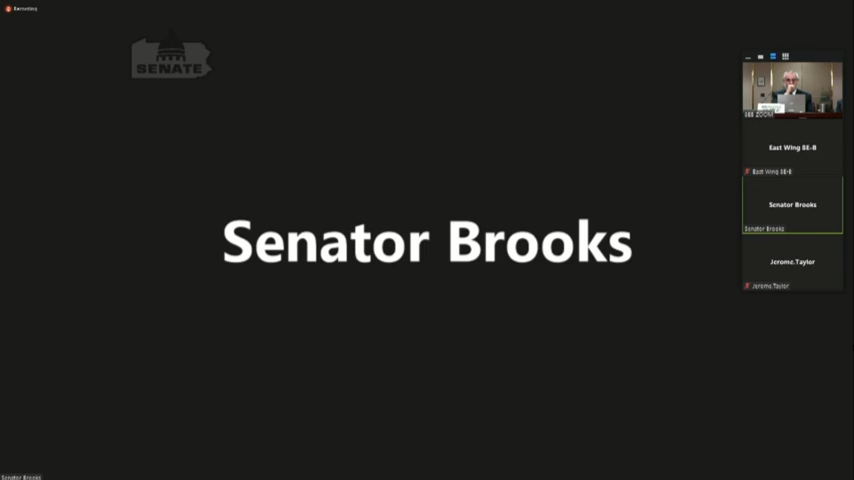 Recording
SENATE
Senator Brooks
East Wing 8E-B
East Wing 8E-B
Senator Brooks
Senator Brooks
Jerome.Taylor
Jerome.Taylor
Senator Brooks